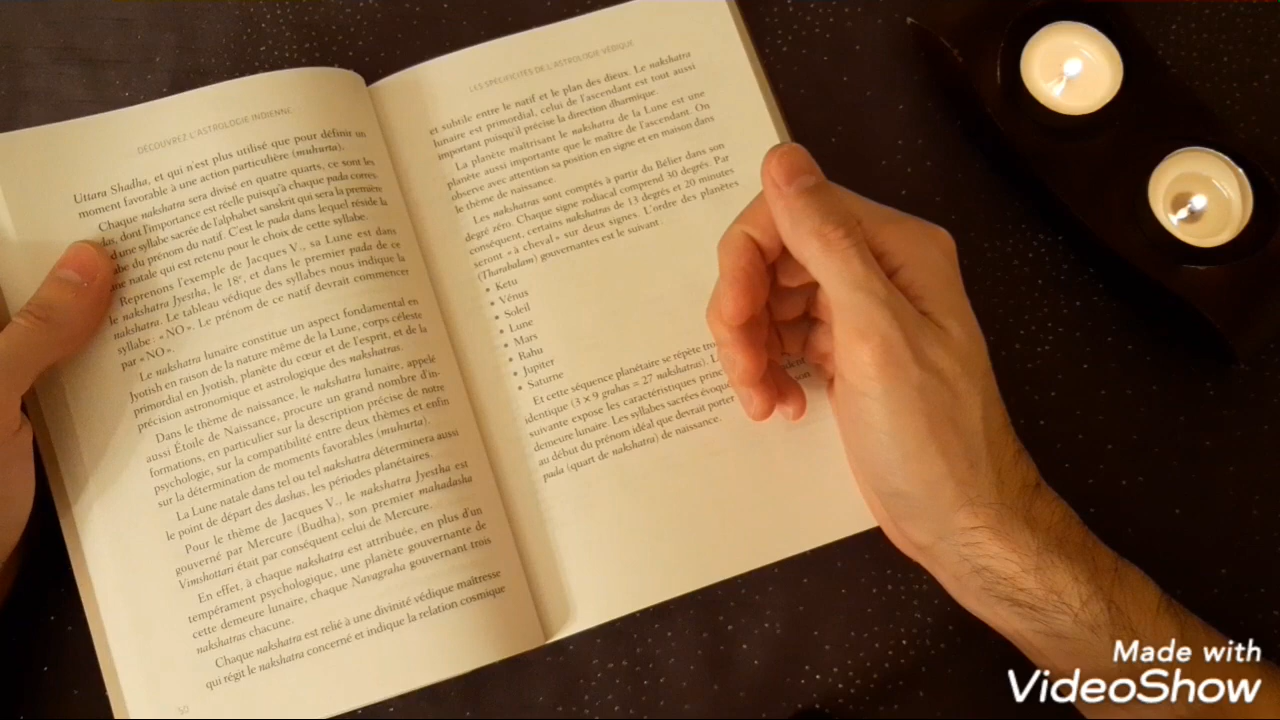 DÉCOUVREZ L'ASTROLOGIE INDIENNE
Uttara Shadha, et qui n'est plus utilisé que pour définir un
moment favorable à une action particulière (muhurta).
Chaque nakshatra sera divisé en quatre quarts, ce sont les
dont l'importance est réelle puisqu'à chaque pada corres-
d'une syllabe sacrée de l'alphabet sanskrit qui sera la première
du prénom du natif. C'est le pada dans lequel réside la
natale qui est retenu pour le choix de cette syllabe.
Reprenons l'exemple de Jacques V., sa Lune est dans
le nakshatra Jyestha, le 18e, et dans le premier pada de ce
nakshatra. Le tableau védique des syllabes nous indique la
syllabe : « NO ». Le prénom de ce natif devrait commencer
par « NO ».
Le nakshatra lunaire constitue un aspect fondamental en
Jyotish en raison de la nature même de la Lune, corps céleste
primordial en Jyotish, planète du cœur et de l'esprit, et de la
précision astronomique et astrologique des nakshatras.
Dans le thème de naissance, le nakshatra lunaire, appelé
aussi Étoile de Naissance, procure un grand nombre d'in-
formations, en particulier sur la description précise de notre
psychologie, sur la compatibilité entre deux thèmes et enfin
sur la détermination de moments favorables (muhurta).
La Lune natale dans tel ou tel nakshatra déterminera aussi
le point de départ des dashas, les périodes planétaires.
Pour le thème de Jacques V., le nakshatra Jyestha est
gouverné par Mercure (Budha), son premier mahadasha
Vimshottari était par conséquent celui de Mercure.
En effet, à chaque nakshatra est attribuée, en plus d'un
tempérament psychologique, une planète gouvernante de
cette demeure lunaire, chaque Navagraha gouvernant trois
nakshatras chacune.
Chaque nakshatra est relié à une divinité védique maîtresse
qui régit le nakshatra concerné et indique la relation cosmique
50
LES SPÉCIFICITÉS DE L'ASTROLOGIE VÉDIQUE
et subtile entre le natif et le plan des dieux. Le nakshatra
lunaire est primordial, celui de l'ascendant est tout aussi
important puisqu'il précise la direction dharmique.
La planète maîtrisant le nakshatra de la Lune est une
planète aussi importante que le maître de l'ascendant. On
observe avec attention sa position en signe et en maison dans
le thème de naissance.
Les nakshatras sont comptés à partir du Bélier dans son
degré zéro. Chaque signe zodiacal comprend 30 degrés. Par
conséquent, certains nakshatras de 13 degrés et 20 minutes
seront « à cheval » sur deux signes. L'ordre des planètes
(Tharabalam) gouvernantes est le suivant :
• Ketu
• Vénus
• Soleil
• Lune
• Mars
• Rahu
• Jupiter
• Saturne
Et cette séquence planétaire se répète
identique (3 x 9 grahas = 27 nakshatras).
suivante expose les caractéristiques
demeure lunaire. Les syllabes sacrées
au début du prénom idéal que devrait porter
pada (quart de nakshatra) de naissance.
Made with
VideoShow